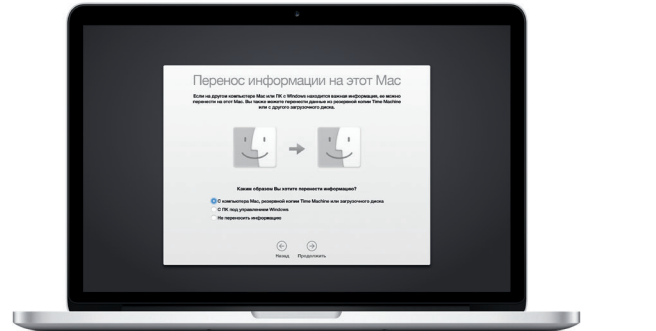 Перенос информации на этот Mac
Если на другом компьютере Mac или ПК с Windows находится важная информация, ее можно
перенести на этот Mac. Вы также можете перенести данные из резервной копии Time Machine
или с другого загрузочного диска.
Каким образом Вы хотите перенести информацию?
С компьютера Mac, резервной копии Time Machine или загрузочного диска
С ПК под управлением Windows
Не переносить информацию
Назад Продолжить